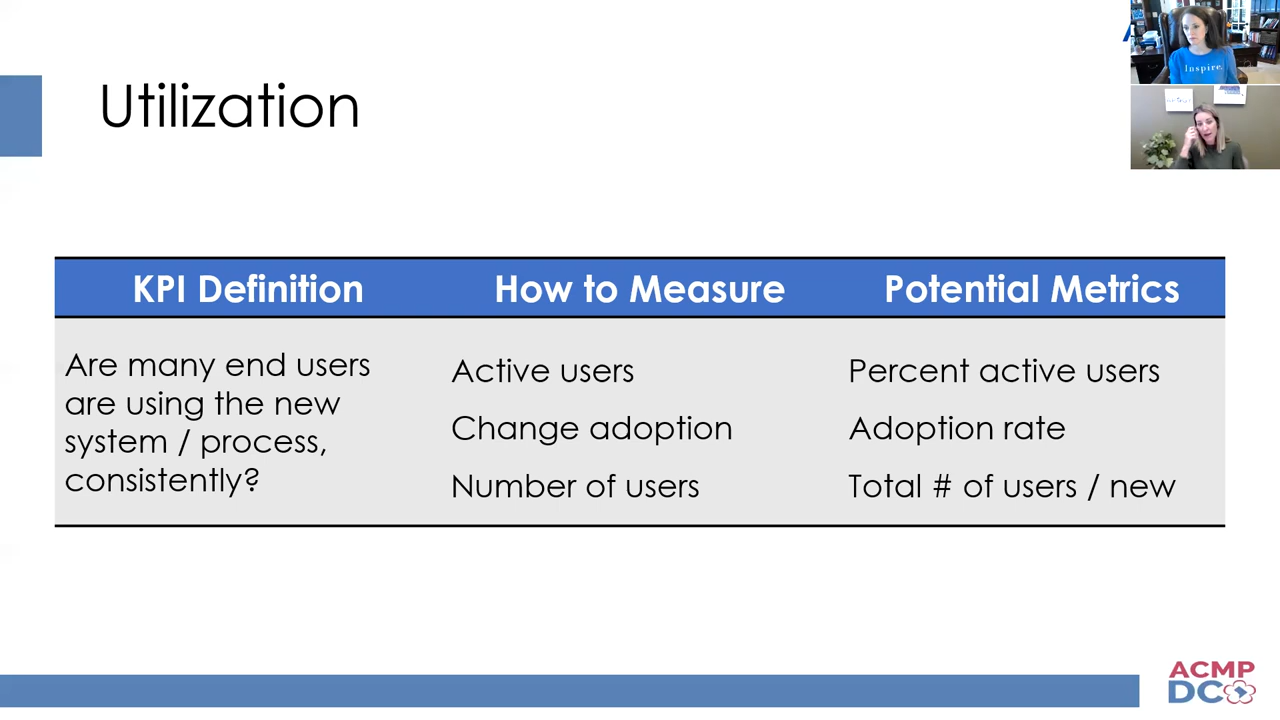 Inspire.
Utilization
KPI Definition How to Measure Potential Metrics
Are many end users
are using the new
system / process,
consistently?
Active users
Change adoption
Number of users
Percent active users
Adoption rate
Total # of users / new
ACMP
DC